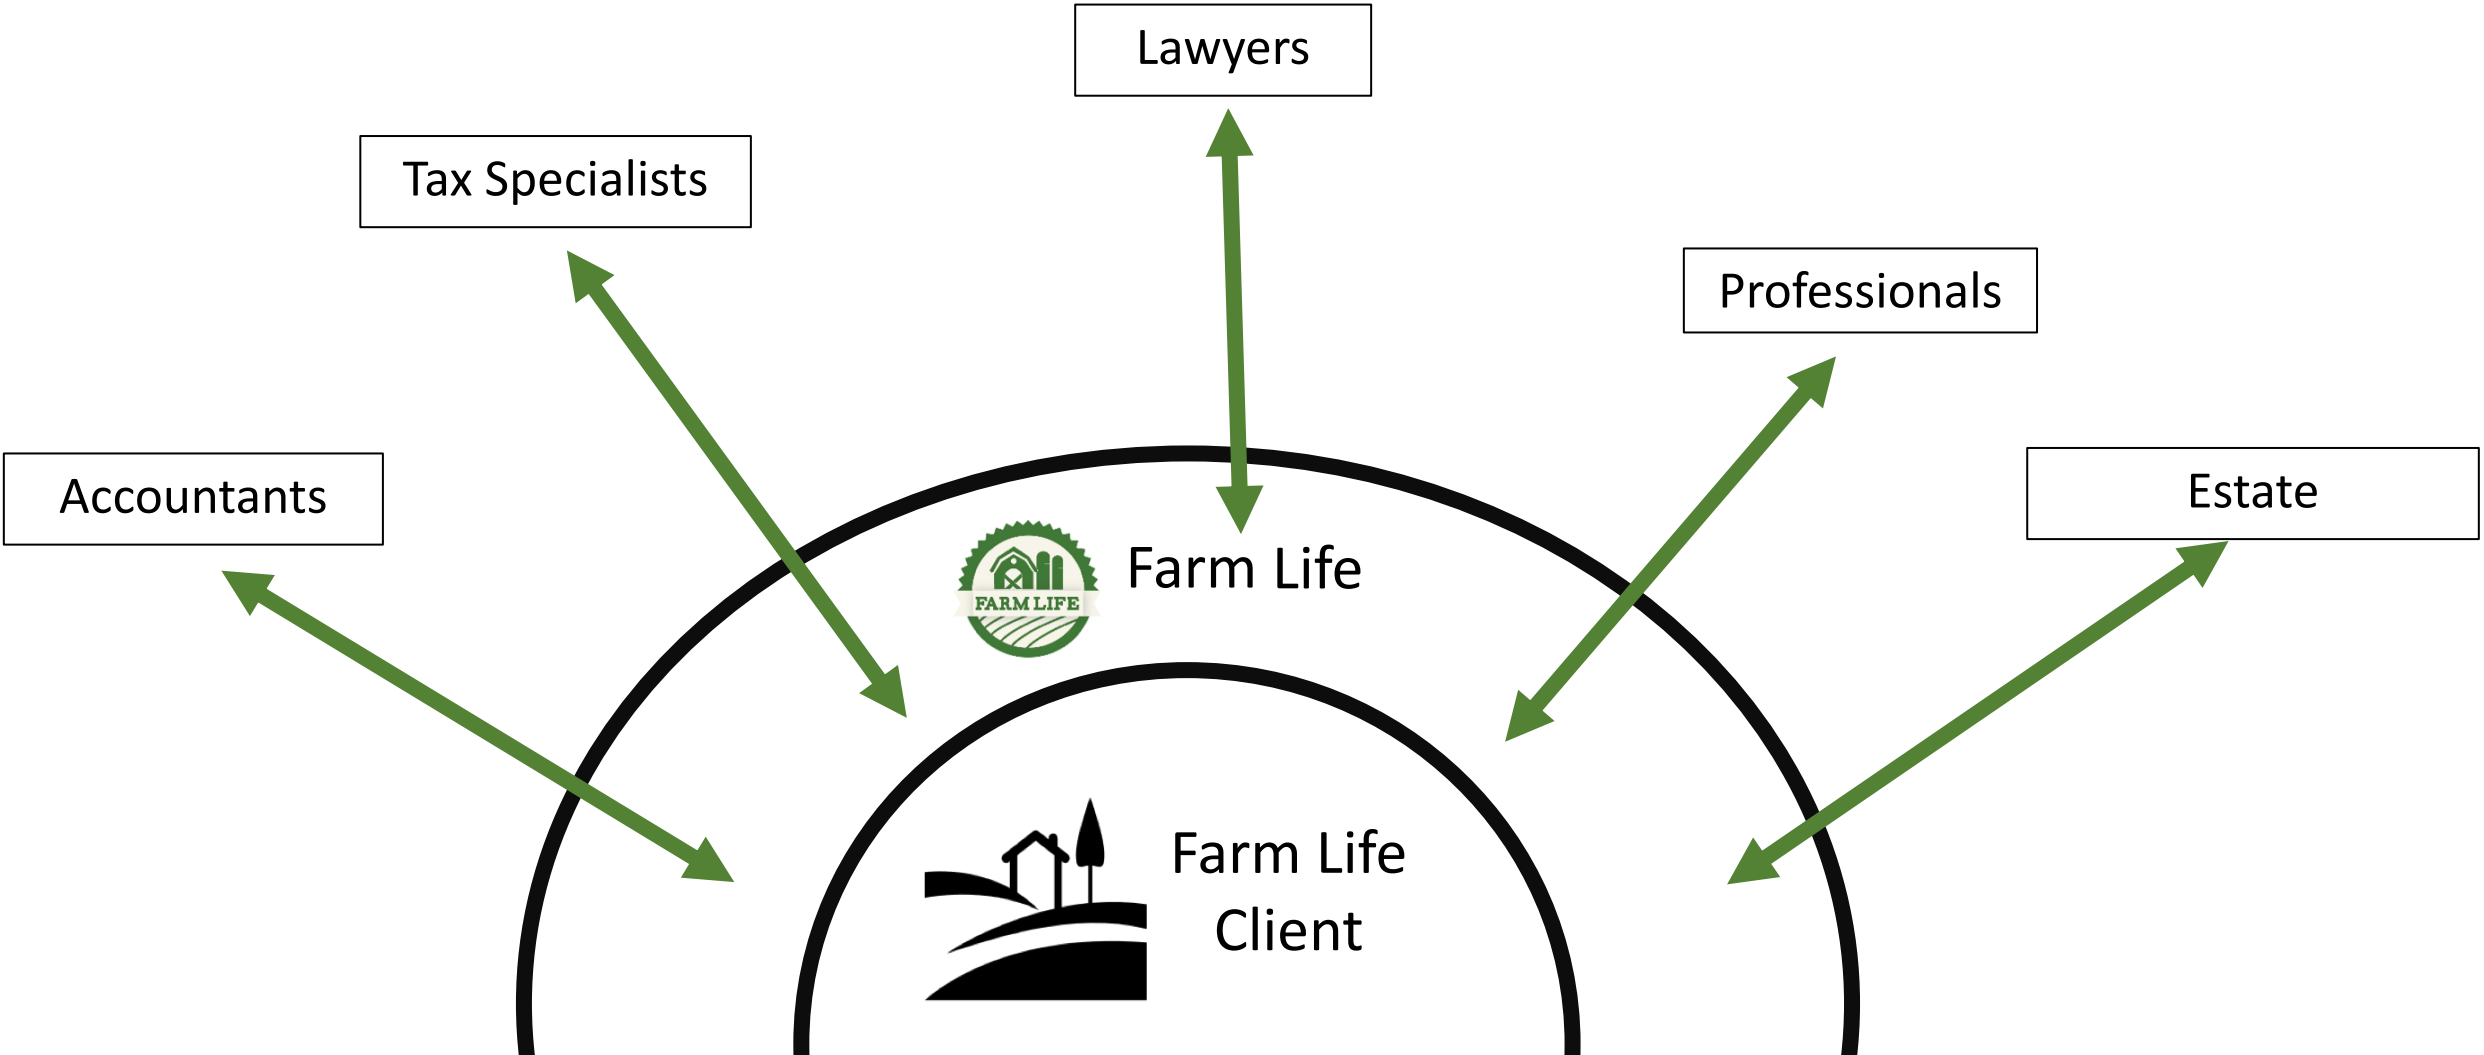 Lawyers
Tax Specialists
Professionals
Accountants
Estate
Farm Life
FARM LIFE
Farm Life
Client